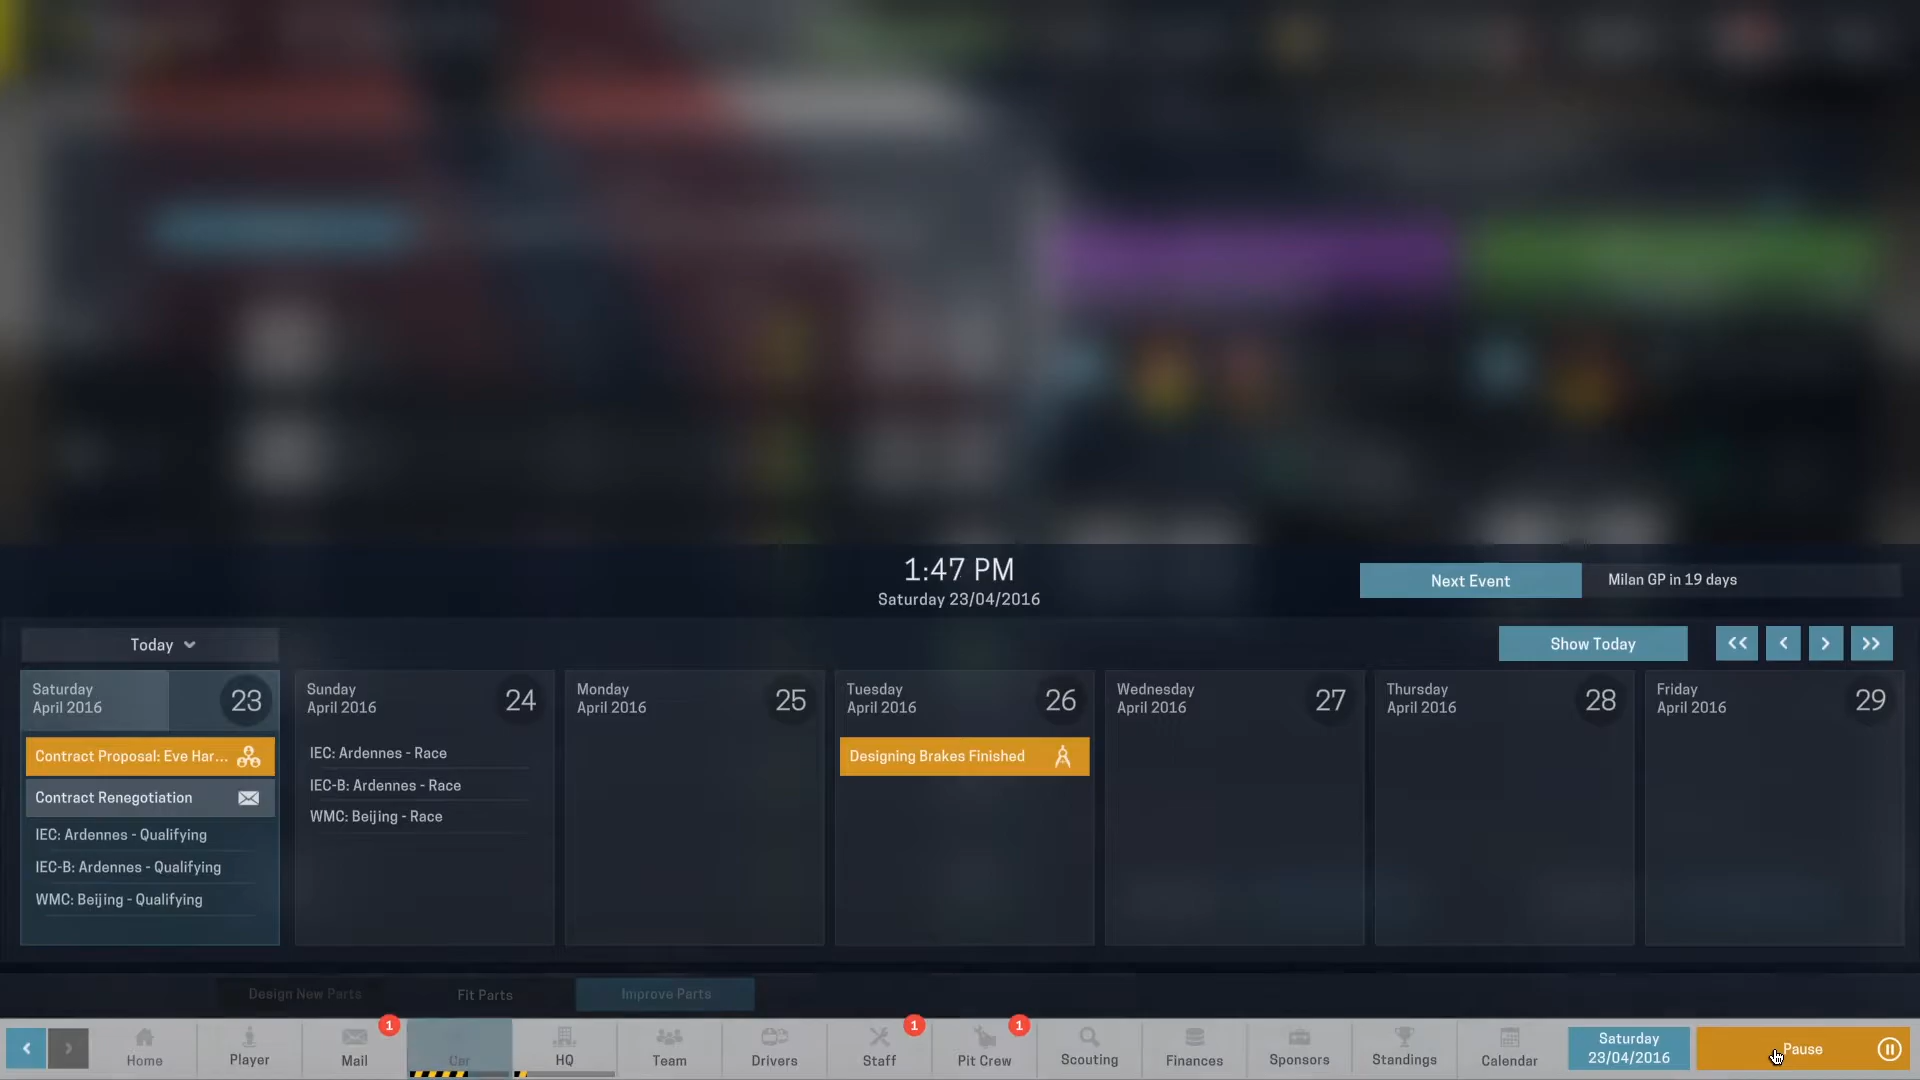 1:47 PM
Saturday 23/04/2016
Next Event
Milan GP in 19 days
Today
Show Today
Saturday
April 2016
23
Contract Proposal: Eve Har...
Contract Renegotiation
IEC: Ardennes - Qualifying
IEC-B: Ardennes - Qualifying
WMC: Beijing - Qualifying
Sunday
April 2016
24
IEC: Ardennes - Race
IEC-B: Ardennes - Race
WMC: Beijing - Race
Monday
April 2016
25
Tuesday
April 2016
26
Designing Brakes Finished
Wednesday
April 2016
27
Thursday
April 2016
28
Friday
April 2016
29
Design New Parts
Fit Parts
Improve Parts
Home
Player
Mail
1
Car
HQ
Team
Drivers
Staff
1
Pit Crew
1
Scouting
Finances
Sponsors
Standings
Calendar
Saturday
23/04/2016
Pause